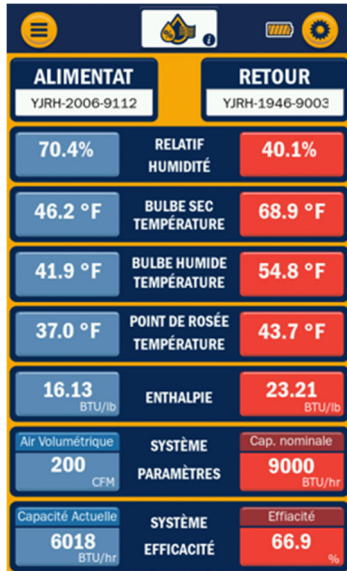 ALIMENTAT RETOUR
YJRH-2006-9112 YJRH-1946-9003
70.4% RELATIF HUMIDITÉ 40.1%
46.2 °F BULBE SEC TEMPÉRATURE 68.9 °F
41.9 °F BULBE HUMIDE TEMPÉRATURE 54.8 °F
37.0 °F POINT DE ROSÉE TEMPÉRATURE 43.7 °F
16.13 BTU/lb ENTHALPIE 23.21 BTU/lb
Air Volumétrique SYSTÈME Cap. nominale
200 CFM PARAMÈTRES 9000 BTU/hr
Capacité Actuelle SYSTÈME Effiacité
6018 BTU/hr EFFICACITÉ 66.9 %